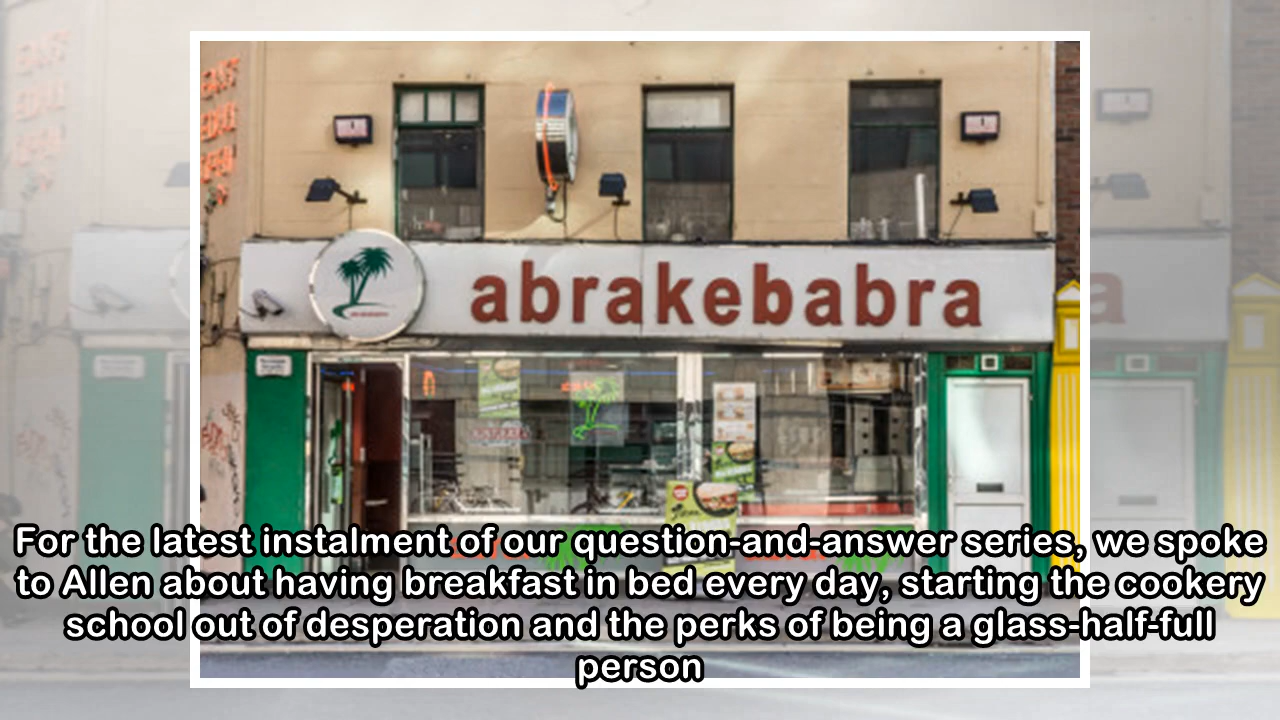 abrakebabra
For the latest instalment of our question-and-answer series, we spoke
to Allen about having breakfast in bed every day, starting the cookery
school out of desperation and the perks of being a glass-half-full
person